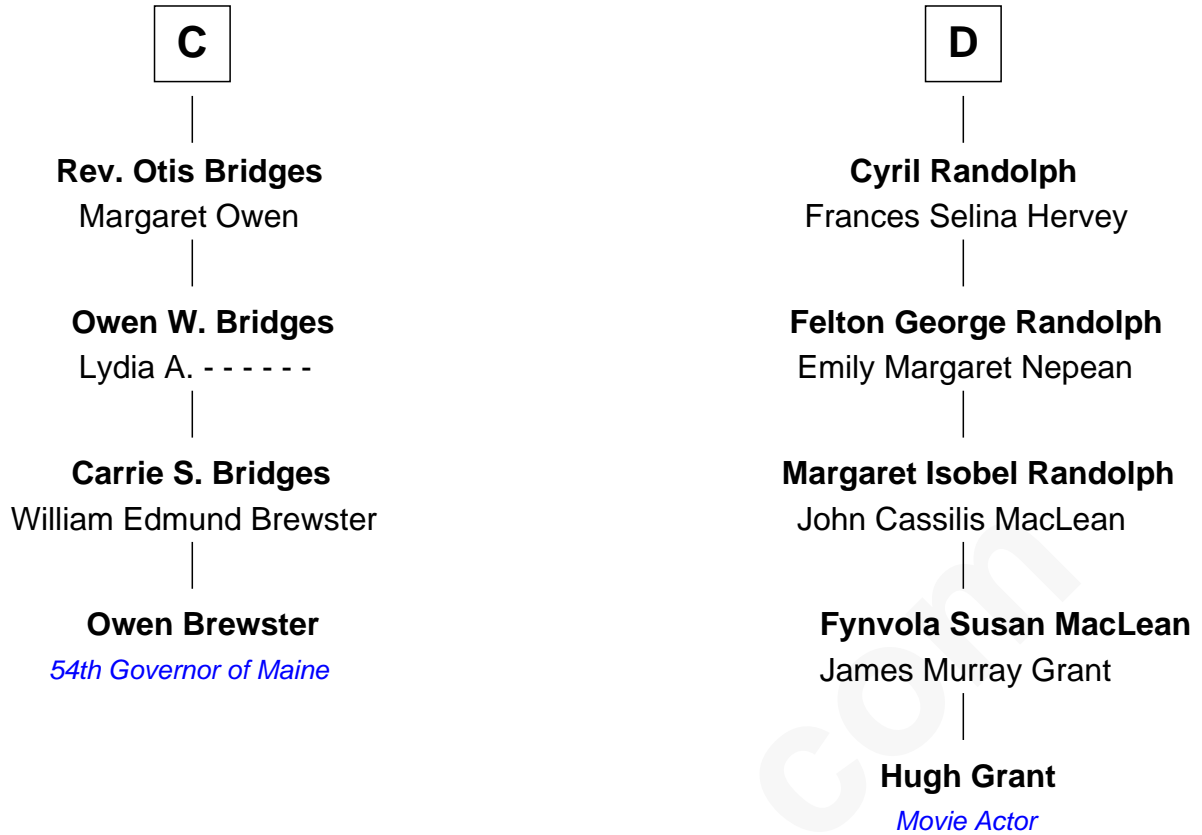 C
Rev. Otis Bridges
Margaret Owen
Owen W. Bridges
Lydia A. - - - - - -
Carrie S. Bridges
William Edmund Brewster
Owen Brewster
54th Governor of Maine
D
Cyril Randolph
Frances Selina Hervey
Felton George Randolph
Emily Margaret Nepean
Margaret Isobel Randolph
John Cassilis MacLean
Fynvola Susan MacLean
James Murray Grant
Hugh Grant
Movie Actor
com